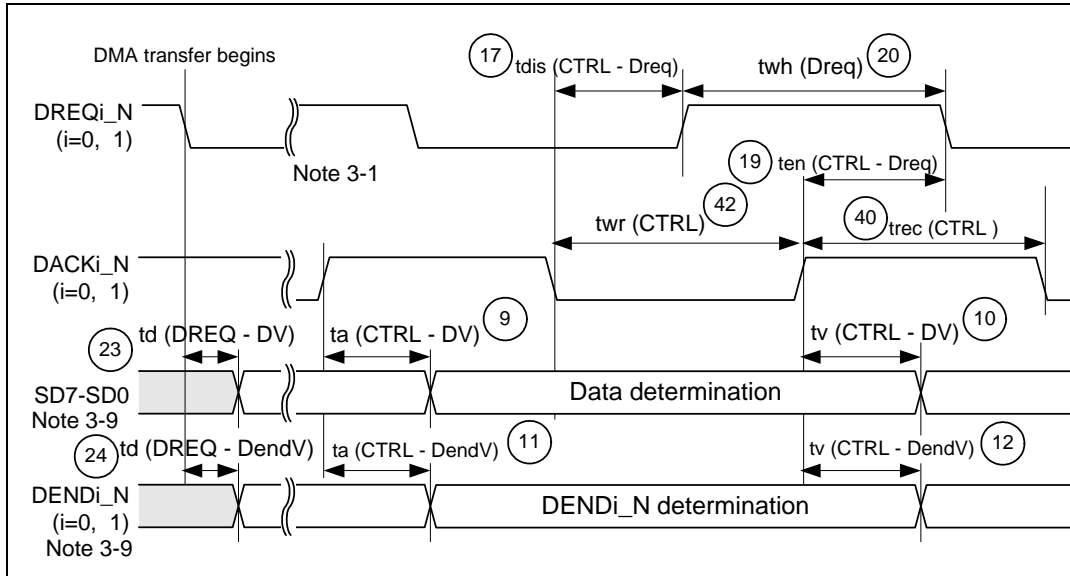 DMA transfer begins
17 tdis (CTRL - Dreq)
twh (Dreq) 20
DREQi_N
(i=0, 1)
Note 3-1
19 ten (CTRL - Dreq)
twr (CTRL) 42
40 trec (CTRL )
DACKi_N
(i=0, 1)
23 td (DREQ - DV)
ta (CTRL - DV) 9
tv (CTRL - DV) 10
SD7-SD0
Note 3-9
Data determination
24 td (DREQ - DendV)
ta (CTRL - DendV) 11
tv (CTRL - DendV) 12
DENDi_N
(i=0, 1)
Note 3-9
DENDi_N determination